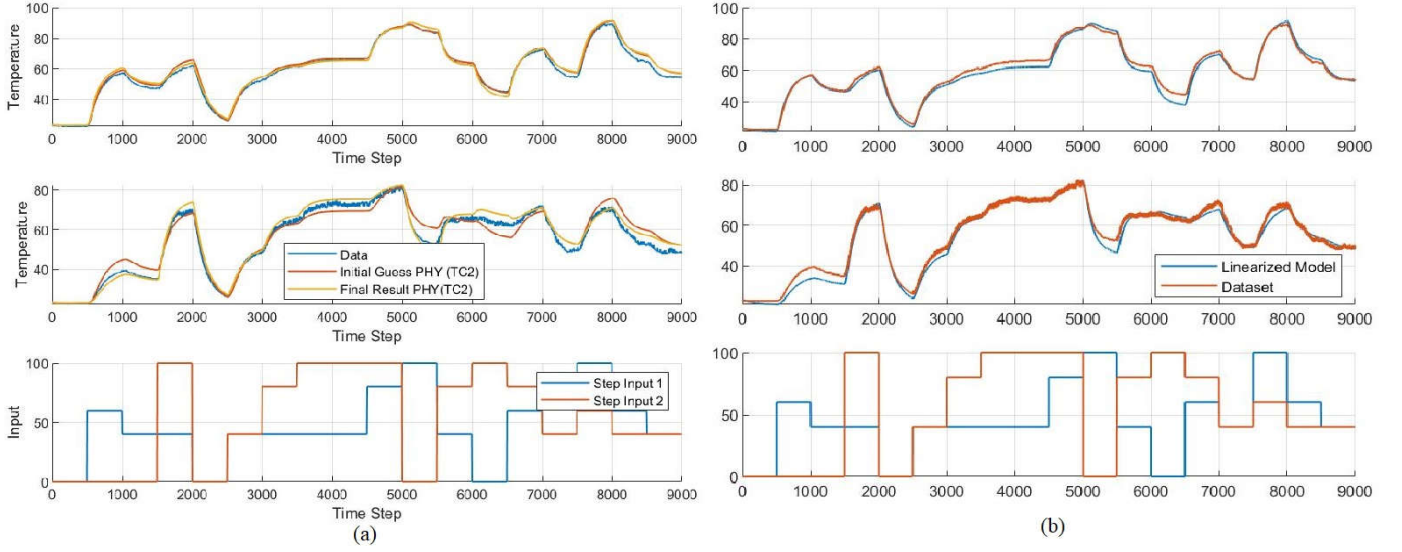 100
80
60
40
Temperature
0 1000 2000 3000 4000 5000 6000 7000 8000 9000
Time Step
80
60
40
Temperature
Data
Initial Guess PHY (TC2)
Final Result PHY(TC2)
0 1000 2000 3000 4000 5000 6000 7000 8000 9000
Time Step
100
50
0
Input
Step Input 1
Step Input 2
0 1000 2000 3000 4000 5000 6000 7000 8000 9000
Time Step
(a)
100
80
60
40
Temperature
0 1000 2000 3000 4000 5000 6000 7000 8000 9000
80
60
40
Linearized Model
Dataset
0 1000 2000 3000 4000 5000 6000 7000 8000 9000
100
50
0
0 1000 2000 3000 4000 5000 6000 7000 8000 9000
(b)